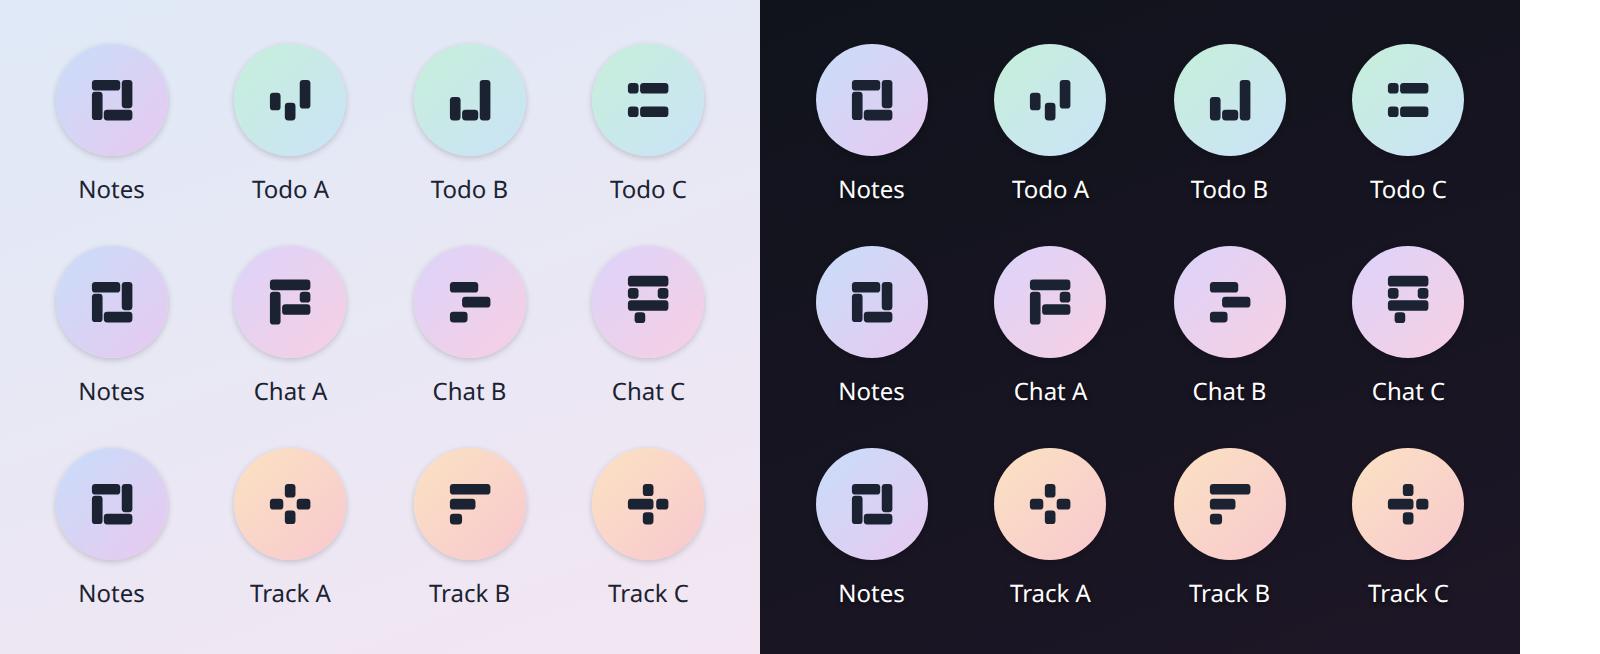 Notes Todo A Todo B Todo C Notes Todo A Todo B Todo C
Notes Chat A Chat B Chat C Notes Chat A Chat B Chat C
Notes Track A Track B Track C Notes Track A Track B Track C